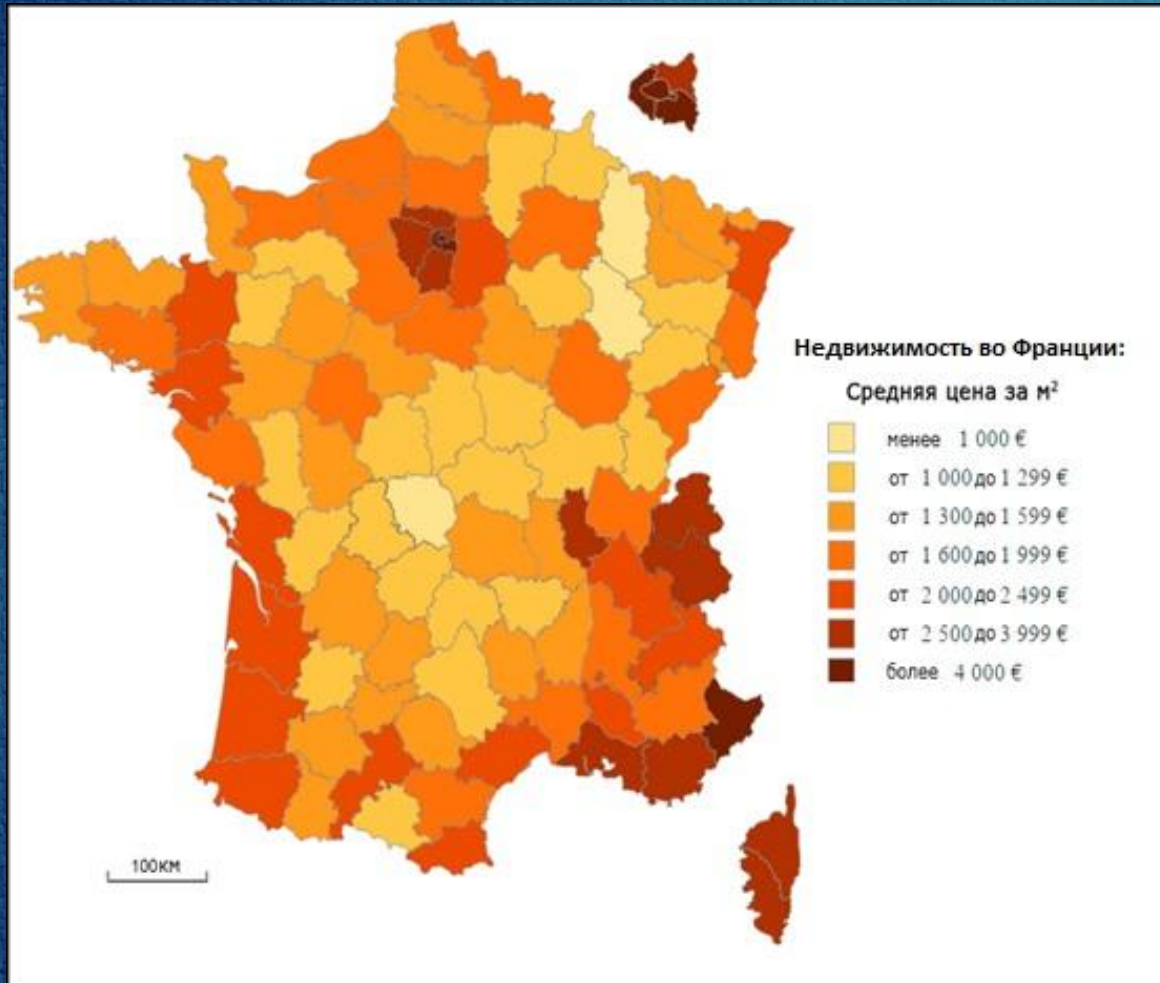 Недвижимость во Франции:
Средняя цена за м²
менее 1 000 €
от 1 000 до 1 299 €
от 1 300 до 1 599 €
от 1 600 до 1 999 €
от 2 000 до 2 499 €
от 2 500 до 3 999 €
более 4 000 €
100км